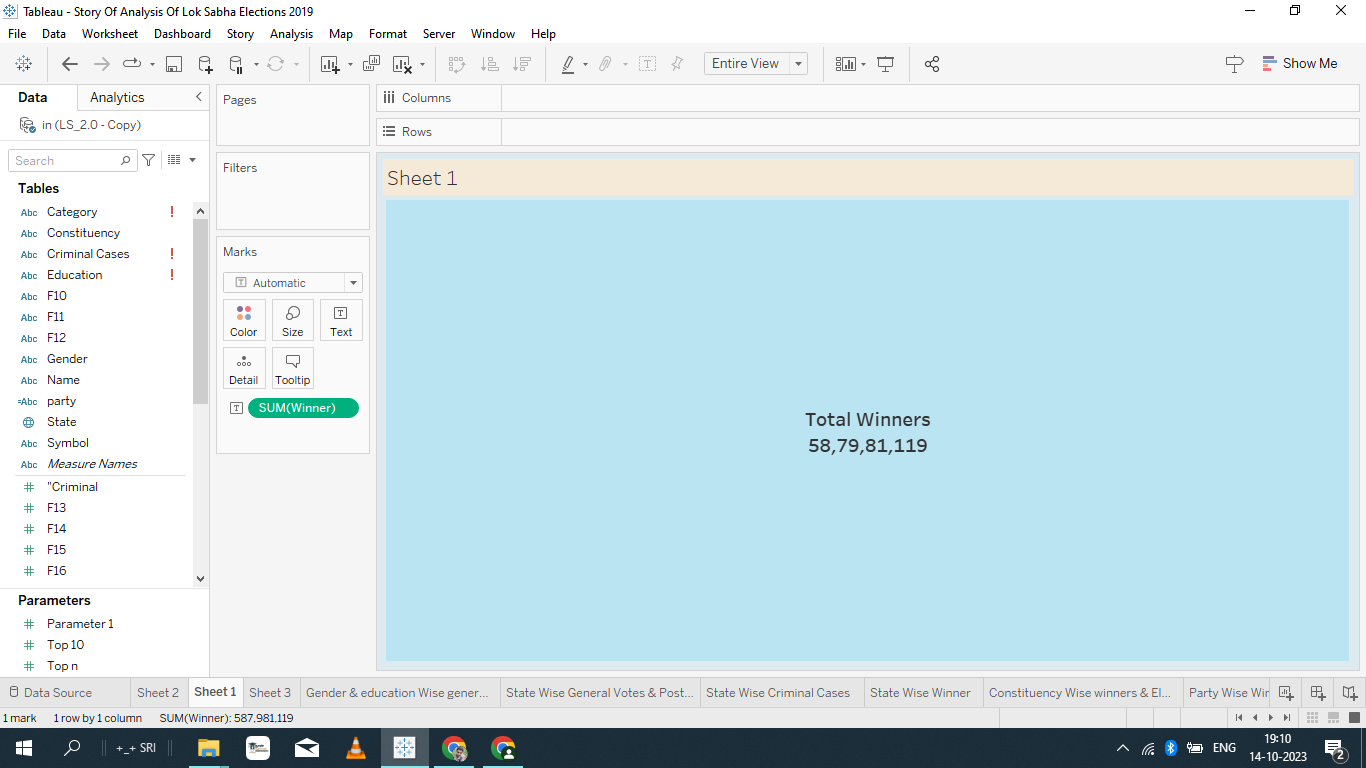 Tableau - Story Of Analysis Of Lok Sabha Elections 2019
File Data Worksheet Dashboard Story Analysis Map Format Server Window Help
Entire View
Show Me
Data Analytics
in (LS_2.0 - Copy)
Search
Tables
Abc Category !
Abc Constituency
Abc Criminal Cases !
Abc Education !
Abc F10
Abc F11
Abc F12
Abc Gender
Abc Name
=Abc party
State
Abc Symbol
Abc Measure Names
# "Criminal
# F13
# F14
# F15
# F16
Parameters
# Parameter 1
# Top 10
# Top n
Pages
Filters
Marks
T Automatic
Color Size Text
Detail Tooltip
T SUM(Winner)
Columns
Rows
Sheet 1
Total Winners
58,79,81,119
Data Source Sheet 2 Sheet 1 Sheet 3 Gender & education Wise gener... State Wise General Votes & Post... State Wise Criminal Cases State Wise Winner Constituency Wise winners & El... Party Wise Wir
1 mark 1 row by 1 column SUM(Winner): 587,981,119
+_+ SRI
ENG
19:10
14-10-2023
2